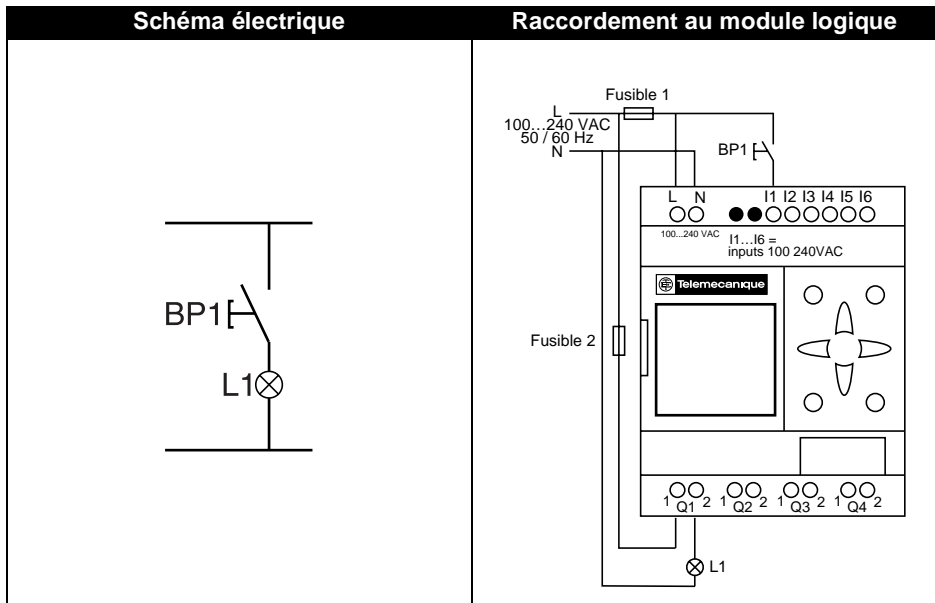 Schéma électrique
Raccordement au module logique
BP1
L1
Fusible 1
L
100...240 VAC
50 / 60 Hz
N
BP1
L N I1 I2 I3 I4 I5 I6
100...240 VAC
I1...I6 =
inputs 100 240VAC
Telemecanique
Fusible 2
1 Q1 2 1 Q2 2 1 Q3 2 1 Q4 2
L1